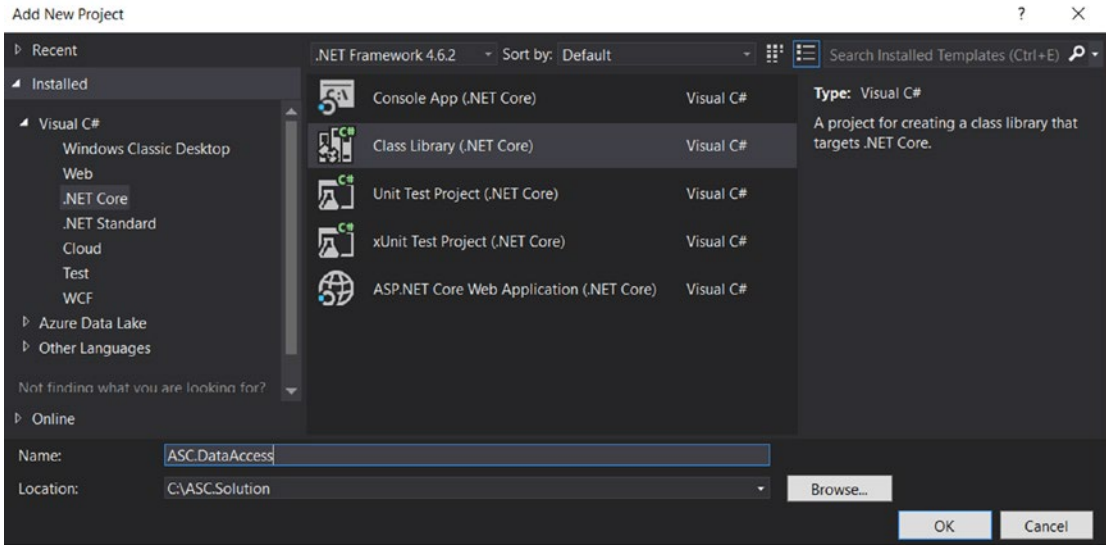 Add New Project
? ×
Recent
.NET Framework 4.6.2 Sort by: Default Search Installed Templates (Ctrl+E)
Installed
Visual C#
Windows Classic Desktop
Web
.NET Core
.NET Standard
Cloud
Test
WCF
Azure Data Lake
Other Languages
Not finding what you are looking for?
Online
Console App (.NET Core) Visual C#
Class Library (.NET Core) Visual C#
Unit Test Project (.NET Core) Visual C#
xUnit Test Project (.NET Core) Visual C#
ASP.NET Core Web Application (.NET Core) Visual C#
Type: Visual C#
A project for creating a class library that
targets .NET Core.
Name: ASC.DataAccess
Location: C:\ASC.Solution
Browse...
OK Cancel